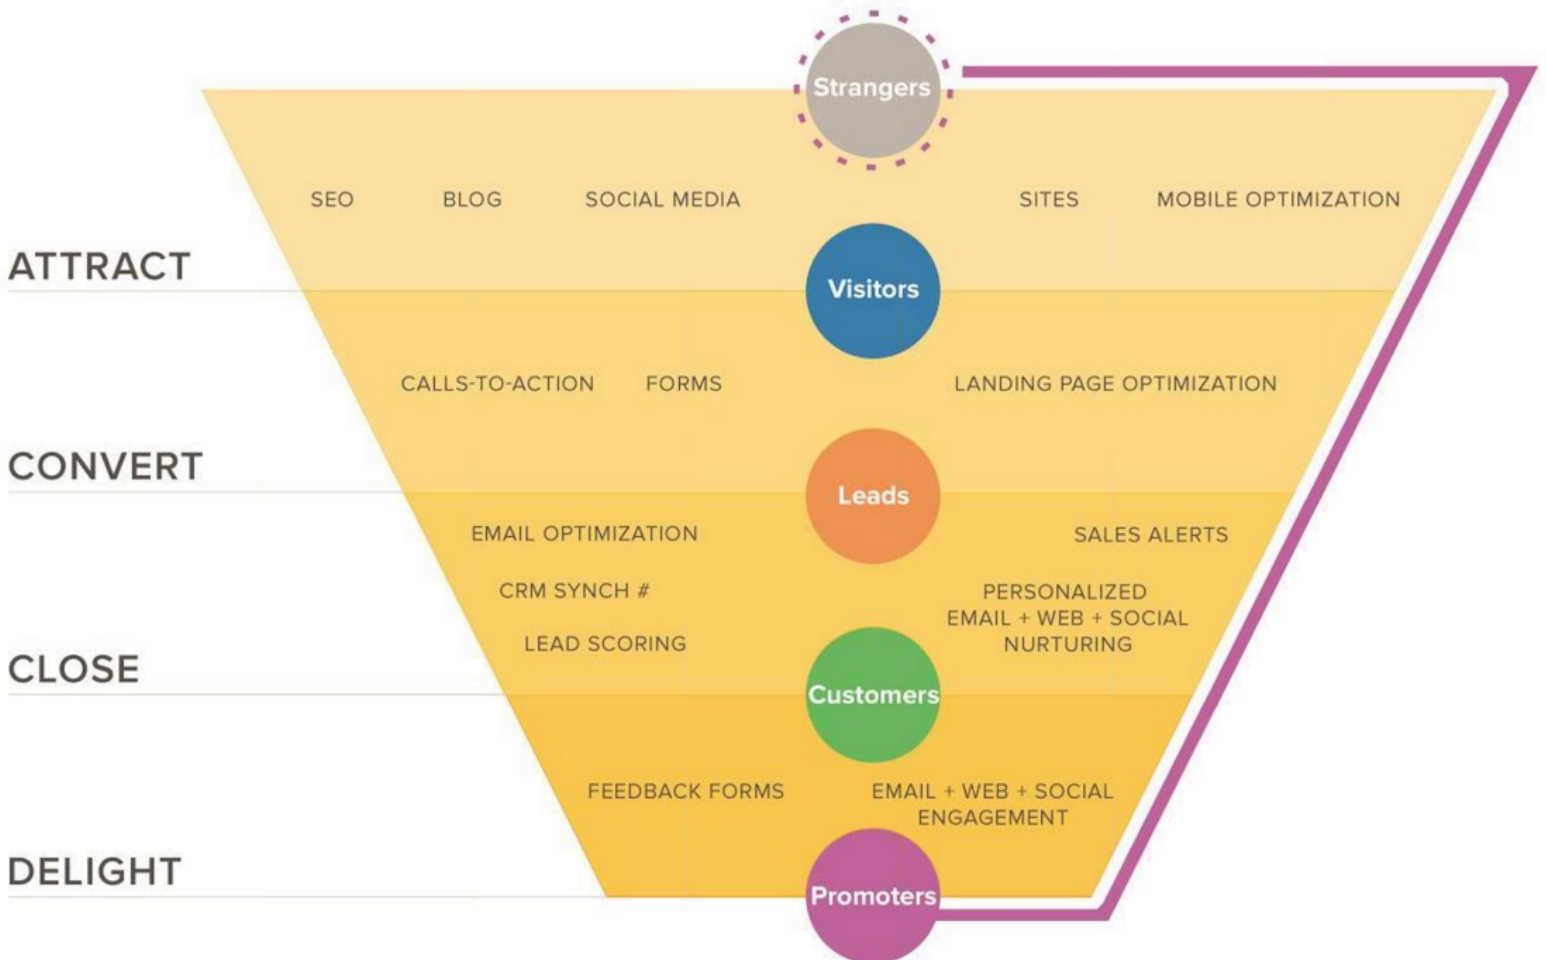 Strangers
SEO BLOG SOCIAL MEDIA SITES MOBILE OPTIMIZATION
ATTRACT
Visitors
CALLS-TO-ACTION FORMS LANDING PAGE OPTIMIZATION
CONVERT
Leads
EMAIL OPTIMIZATION
CRM SYNCH #
LEAD SCORING
SALES ALERTS
PERSONALIZED
EMAIL + WEB + SOCIAL
NURTURING
CLOSE
Customers
FEEDBACK FORMS
EMAIL + WEB + SOCIAL
ENGAGEMENT
DELIGHT
Promoters